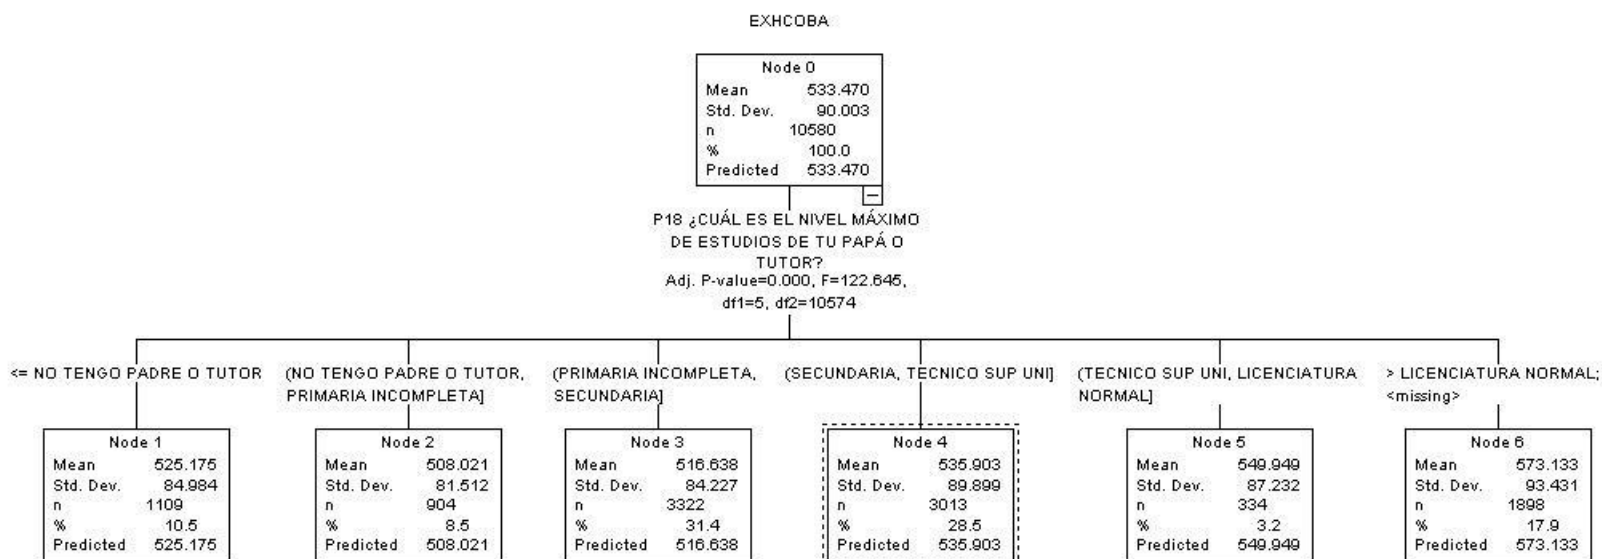 EXHCOBA
Node 0
Mean 533.470
Std. Dev. 90.003
n 10580
% 100.0
Predicted 533.470
P18 ¿CUÁL ES EL NIVEL MÁXIMO
DE ESTUDIOS DE TU PAPÁ O
TUTOR?
Adj. P-value=0.000, F=122.645,
df1=5, df2=10574
<= NO TENGO PADRE O TUTOR
Node 1
Mean 525.175
Std. Dev. 84.984
n 1109
% 10.5
Predicted 525.175
(NO TENGO PADRE O TUTOR,
PRIMARIA INCOMPLETA]
Node 2
Mean 508.021
Std. Dev. 81.512
n 904
% 8.5
Predicted 508.021
(PRIMARIA INCOMPLETA,
SECUNDARIA]
Node 3
Mean 516.638
Std. Dev. 84.227
n 3322
% 31.4
Predicted 516.638
(SECUNDARIA, TECNICO SUP UNI]
Node 4
Mean 535.903
Std. Dev. 89.899
n 3013
% 28.5
Predicted 535.903
(TECNICO SUP UNI, LICENCIATURA
NORMAL]
Node 5
Mean 549.949
Std. Dev. 87.232
n 334
% 3.2
Predicted 549.949
> LICENCIATURA NORMAL;
<missing>
Node 6
Mean 573.133
Std. Dev. 93.431
n 1898
% 17.9
Predicted 573.133